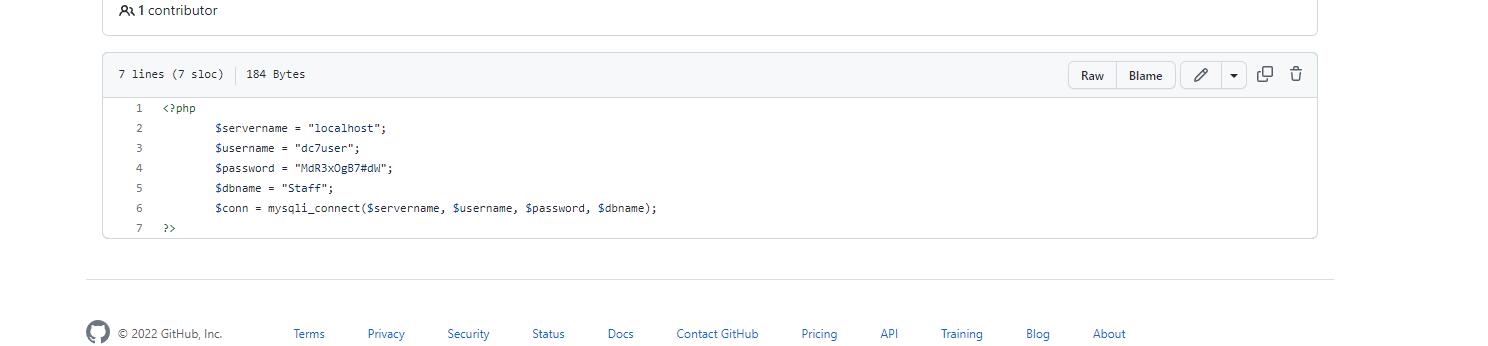 1 contributor
7 lines (7 sloc) 184 Bytes Raw Blame
1 <?php
2 $servername = "localhost";
3 $username = "dc7user";
4 $password = "MdR3xOgB7#dW";
5 $dbname = "Staff";
6 $conn = mysqli_connect($servername, $username, $password, $dbname);
7 ?>
© 2022 GitHub, Inc. Terms Privacy Security Status Docs Contact GitHub Pricing API Training Blog About